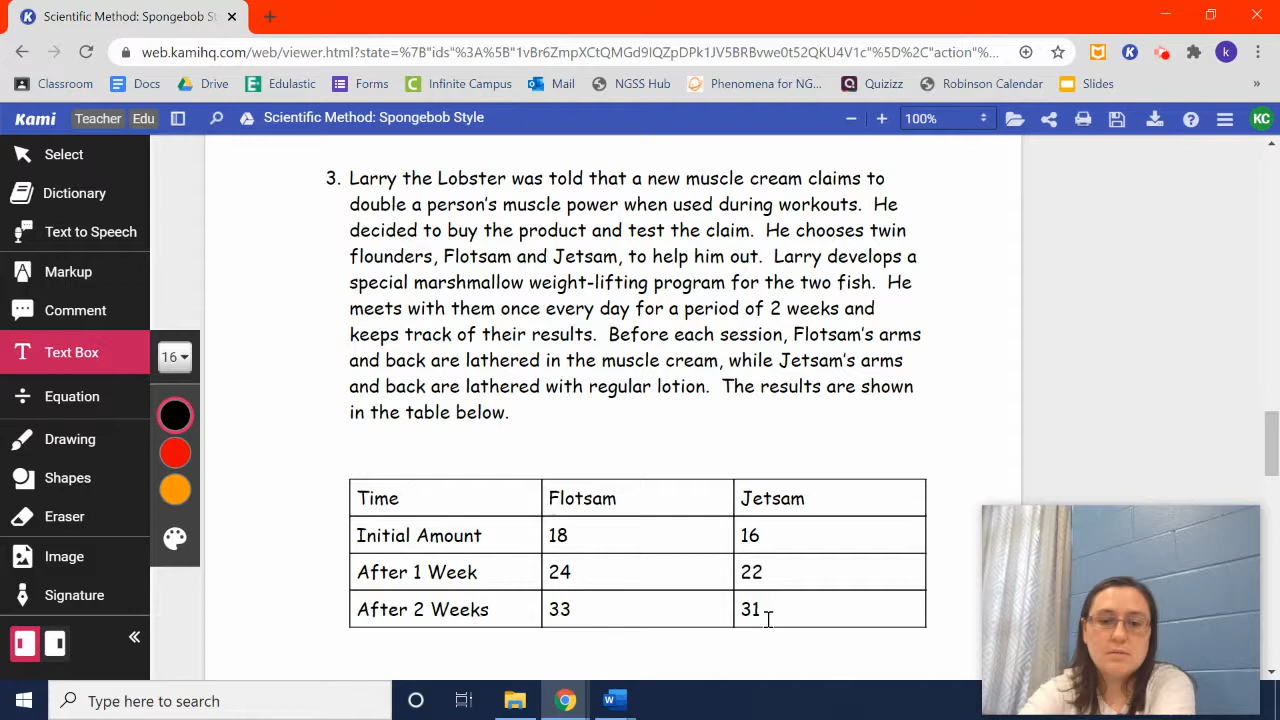 Scientific Method: Spongebob S
web.kamihq.com/web/viewer.html?state=%7B"ids"%3A%5B"1vBr6ZmpXCtQMGd9IQZpDPk1JV5BRBvwe0t52QKU4V1c"%5D%2C"action"%...
Classroom Docs Drive Edulastic Forms Infinite Campus Mail NGSS Hub Phenomena for NG... Quizizz Robinson Calendar Slides »
Kami Teacher Edu Scientific Method: Spongebob Style 100% KC
Select
Dictionary
Text to Speech
Markup
Comment
Text Box 16
Equation
Drawing
Shapes
Eraser
Image
Signature
3. Larry the Lobster was told that a new muscle cream claims to
double a person's muscle power when used during workouts. He
decided to buy the product and test the claim. He chooses twin
flounders, Flotsam and Jetsam, to help him out. Larry develops a
special marshmallow weight-lifting program for the two fish. He
meets with them once every day for a period of 2 weeks and
keeps track of their results. Before each session, Flotsam's arms
and back are lathered in the muscle cream, while Jetsam's arms
and back are lathered with regular lotion. The results are shown
in the table below.
Time Flotsam Jetsam
Initial Amount 18 16
After 1 Week 24 22
After 2 Weeks 33 31
Type here to search